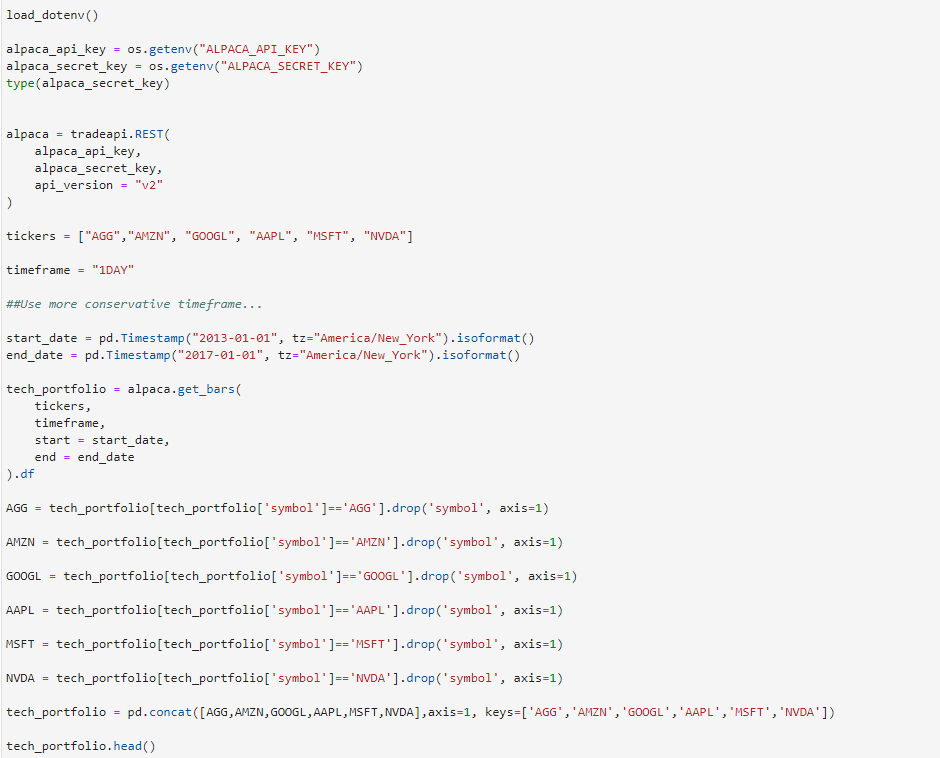 load_dotenv()
alpaca_api_key = os.getenv("ALPACA_API_KEY")
alpaca_secret_key = os.getenv("ALPACA_SECRET_KEY")
type(alpaca_secret_key)
alpaca = tradeapi.REST(
    alpaca_api_key,
    alpaca_secret_key,
    api_version = "v2"
)
tickers = ["AGG","AMZN", "GOOGL", "AAPL", "MSFT", "NVDA"]
timeframe = "1DAY"
##Use more conservative timeframe...
start_date = pd.Timestamp("2013-01-01", tz="America/New_York").isoformat()
end_date = pd.Timestamp("2017-01-01", tz="America/New_York").isoformat()
tech_portfolio = alpaca.get_bars(
    tickers,
    timeframe,
    start = start_date,
    end = end_date
).df
AGG = tech_portfolio[tech_portfolio['symbol']=='AGG'].drop('symbol', axis=1)
AMZN = tech_portfolio[tech_portfolio['symbol']=='AMZN'].drop('symbol', axis=1)
GOOGL = tech_portfolio[tech_portfolio['symbol']=='GOOGL'].drop('symbol', axis=1)
AAPL = tech_portfolio[tech_portfolio['symbol']=='AAPL'].drop('symbol', axis=1)
MSFT = tech_portfolio[tech_portfolio['symbol']=='MSFT'].drop('symbol', axis=1)
NVDA = tech_portfolio[tech_portfolio['symbol']=='NVDA'].drop('symbol', axis=1)
tech_portfolio = pd.concat([AGG,AMZN,GOOGL,AAPL,MSFT,NVDA],axis=1, keys=['AGG','AMZN','GOOGL','AAPL','MSFT','NVDA'])
tech_portfolio.head()